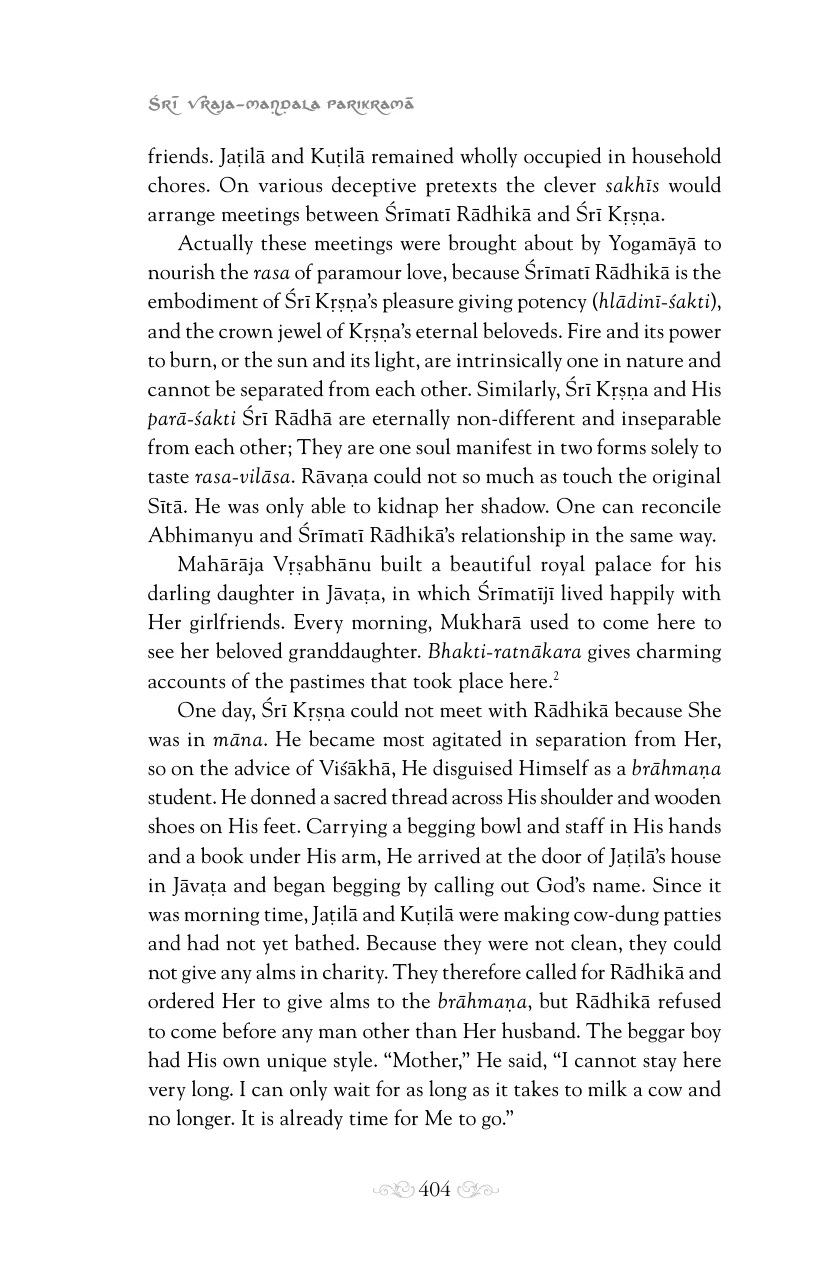 Śrī Vraja-maṇḍala Parikramā
friends. Jaṭilā and Kuṭilā remained wholly occupied in household
chores. On various deceptive pretexts the clever sakhīs would
arrange meetings between Śrīmatī Rādhikā and Śrī Kṛṣṇa.
Actually these meetings were brought about by Yogamāyā to
nourish the rasa of paramour love, because Śrīmatī Rādhikā is the
embodiment of Śrī Kṛṣṇa’s pleasure giving potency (hlādinī-śakti),
and the crown jewel of Kṛṣṇa’s eternal beloveds. Fire and its power
to burn, or the sun and its light, are intrinsically one in nature and
cannot be separated from each other. Similarly, Śrī Kṛṣṇa and His
parā-śakti Śrī Rādhā are eternally non-different and inseparable
from each other; They are one soul manifest in two forms solely to
taste rasa-vilāsa. Rāvaṇa could not so much as touch the original
Sītā. He was only able to kidnap her shadow. One can reconcile
Abhimanyu and Śrīmatī Rādhikā’s relationship in the same way.
Mahārāja Vṛṣabhānu built a beautiful royal palace for his
darling daughter in Jāvaṭa, in which Śrīmatījī lived happily with
Her girlfriends. Every morning, Mukharā used to come here to
see her beloved granddaughter. Bhakti-ratnākara gives charming
accounts of the pastimes that took place here.²
One day, Śrī Kṛṣṇa could not meet with Rādhikā because She
was in māna. He became most agitated in separation from Her,
so on the advice of Viśākhā, He disguised Himself as a brāhmaṇa
student. He donned a sacred thread across His shoulder and wooden
shoes on His feet. Carrying a begging bowl and staff in His hands
and a book under His arm, He arrived at the door of Jaṭilā’s house
in Jāvaṭa and began begging by calling out God’s name. Since it
was morning time, Jaṭilā and Kuṭilā were making cow-dung patties
and had not yet bathed. Because they were not clean, they could
not give any alms in charity. They therefore called for Rādhikā and
ordered Her to give alms to the brāhmaṇa, but Rādhikā refused
to come before any man other than Her husband. The beggar boy
had His own unique style. “Mother,” He said, “I cannot stay here
very long. I can only wait for as long as it takes to milk a cow and
no longer. It is already time for Me to go.”
404